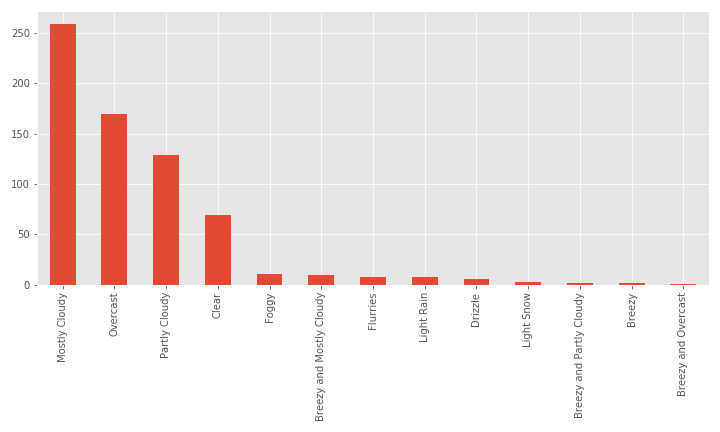 250
200
150
100
50
0
Mostly Cloudy
Overcast
Partly Cloudy
Clear
Foggy
Breezy and Mostly Cloudy
Flurries
Light Rain
Drizzle
Light Snow
Breezy and Partly Cloudy
Breezy
Breezy and Overcast